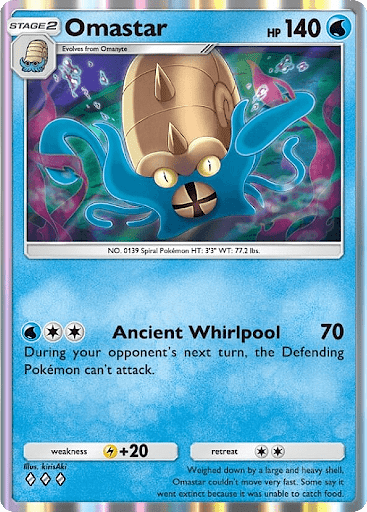 STAGE2 Omastar HP 140
Evolves from Omanyte
NO. 0139 Spiral Pokémon HT: 3'3" WT: 77.2 lbs.
Ancient Whirlpool 70
During your opponent's next turn, the Defending
Pokémon can't attack.
weakness +20 retreat
Illus. kirisAki
Weighed down by a large and heavy shell,
Omastar couldn't move very fast. Some say it
went extinct because it was unable to catch food.